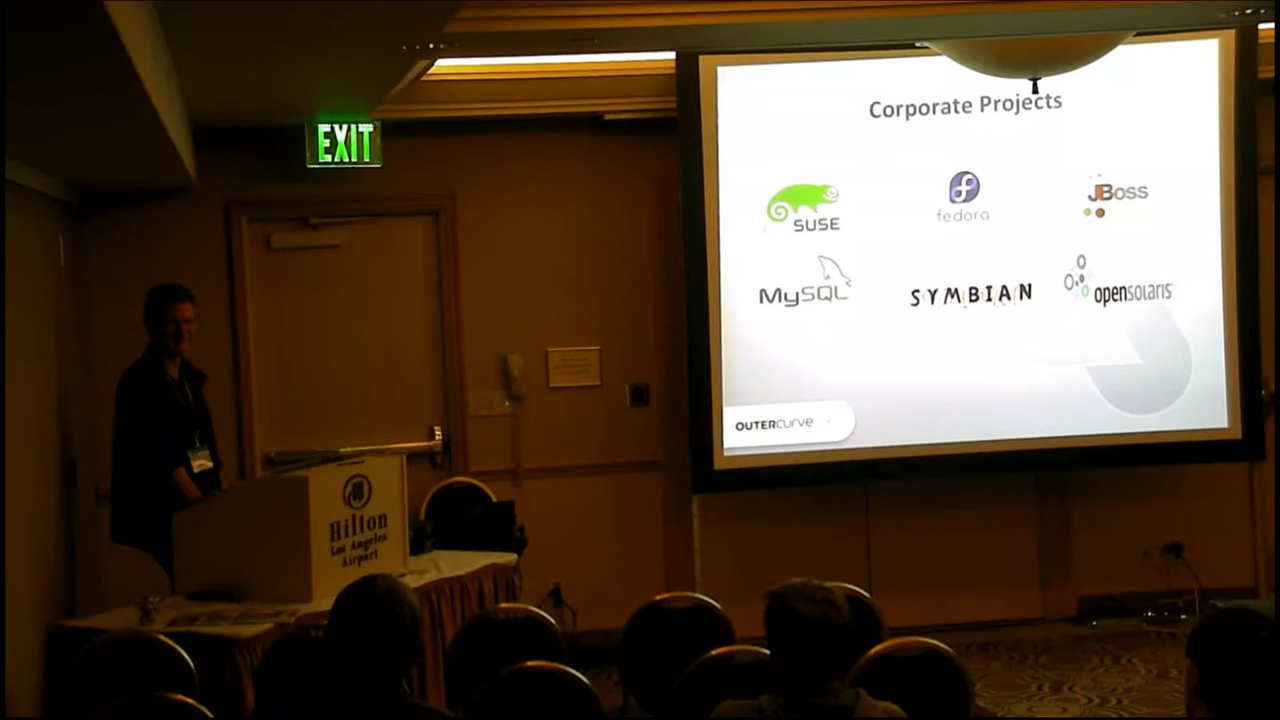 EXIT
Corporate Projects
SUSE
fedora
JBoss
MySQL
SYMBIAN
opensolaris
OUTERcurve
Hilton
Los Angeles
Airport